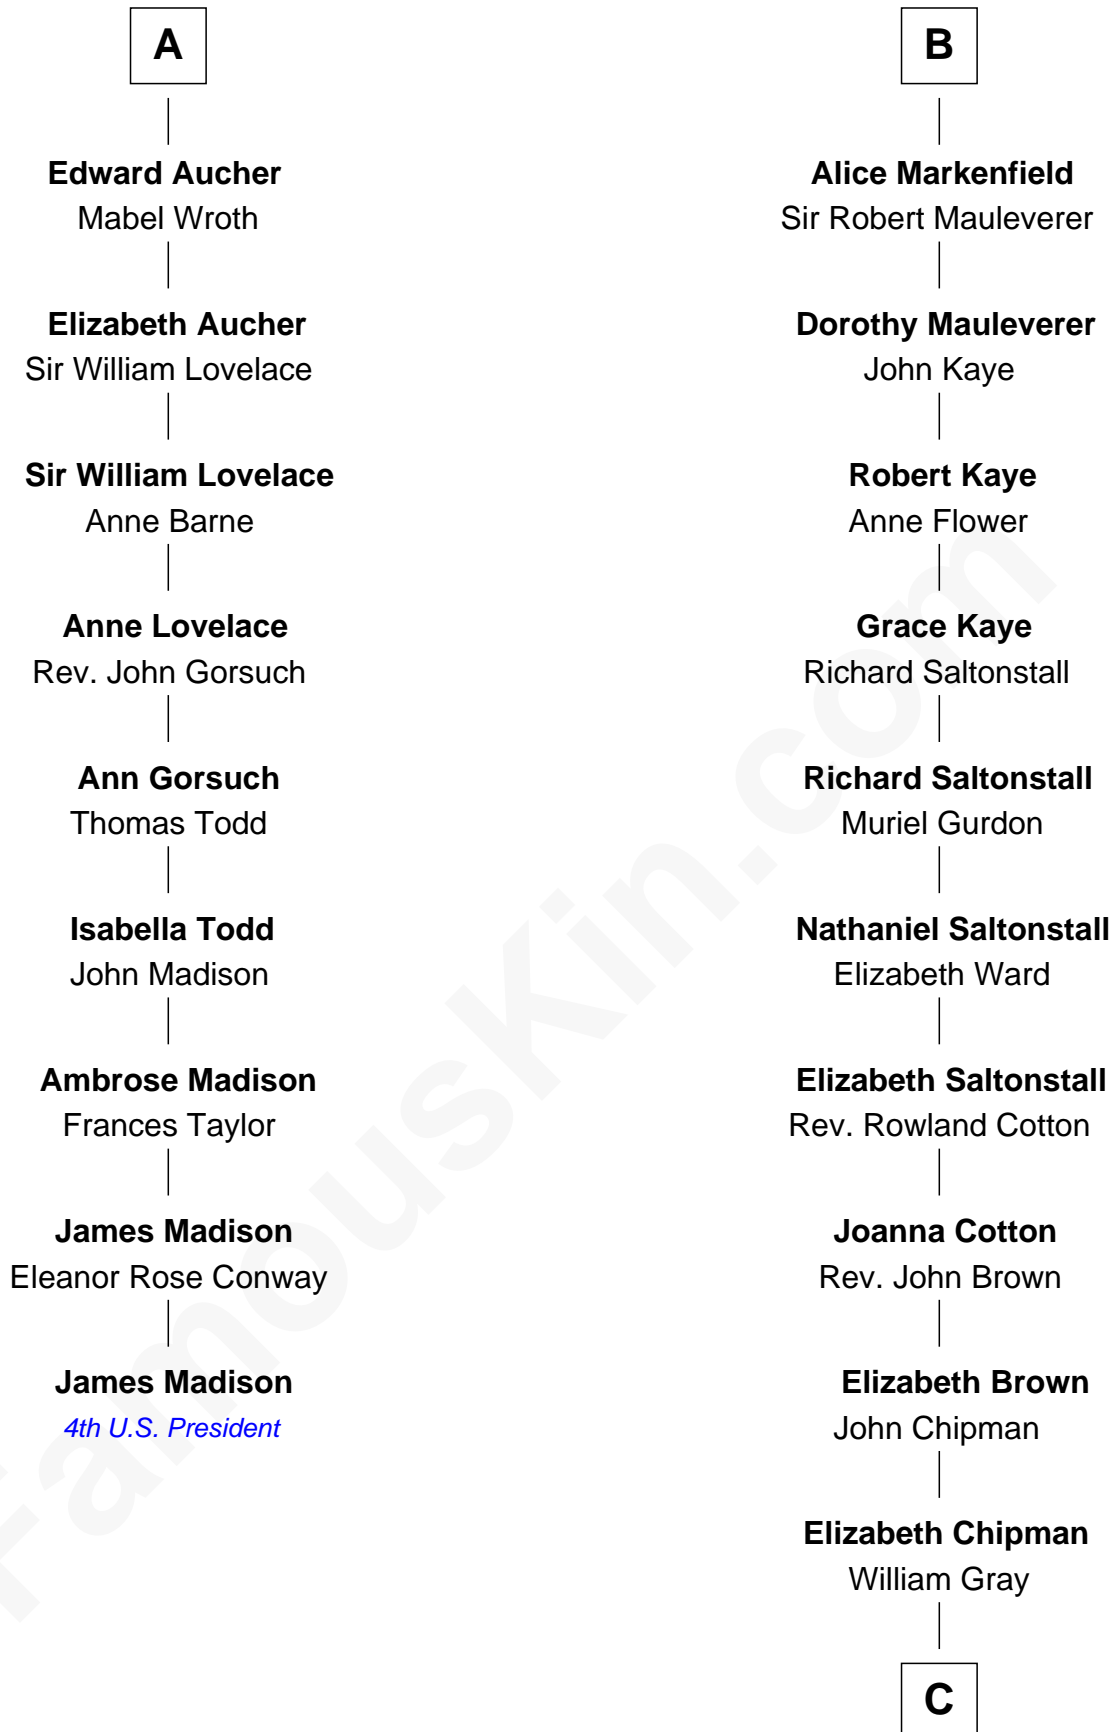 A
Edward Aucher
Mabel Wroth
Elizabeth Aucher
Sir William Lovelace
Sir William Lovelace
Anne Barne
Anne Lovelace
Rev. John Gorsuch
Ann Gorsuch
Thomas Todd
Isabella Todd
John Madison
Ambrose Madison
Frances Taylor
James Madison
Eleanor Rose Conway
James Madison
4th U.S. President
B
Alice Markenfield
Sir Robert Mauleverer
Dorothy Mauleverer
John Kaye
Robert Kaye
Anne Flower
Grace Kaye
Richard Saltonstall
Richard Saltonstall
Muriel Gurdon
Nathaniel Saltonstall
Elizabeth Ward
Elizabeth Saltonstall
Rev. Rowland Cotton
Joanna Cotton
Rev. John Brown
Elizabeth Brown
John Chipman
Elizabeth Chipman
William Gray
C
FamousKin.com